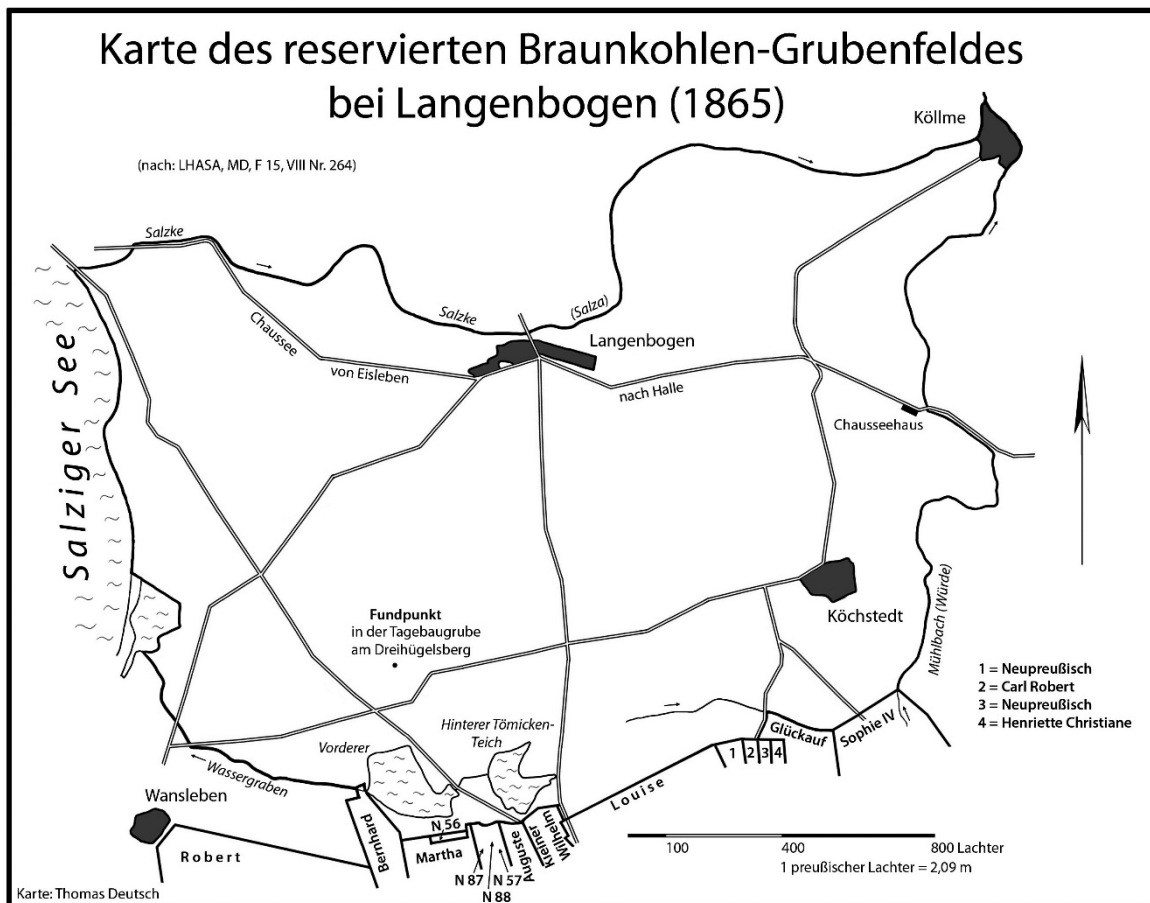 Karte des reservierten Braunkohlen-Grubenfeldes
bei Langenbogen (1865)
(nach: LHASA, MD, F 15, VIII Nr. 264)
Köllme
Salzke
Salzke
(Salza)
Langenbogen
Chaussee
von Eisleben
nach Halle
Chausseehaus
Salziger See
Köchstedt
Mühlbach (Würde)
Fundpunkt
in der Tagebaugrube
am Dreihügelsberg
1 = Neupreußisch
2 = Carl Robert
3 = Neupreußisch
4 = Henriette Christiane
Hinterer Tömicken-
Teich
Vorderer
Wassergraben
Wansleben
Robert
Bernhard
Martha
N 56
N 87
N 88
N 57
Auguste
Kleiner
Wilhelm
Louise
1 2 3 4
Glückauf
Sophie IV
100 400 800 Lachter
1 preußischer Lachter = 2,09 m
Karte: Thomas Deutsch